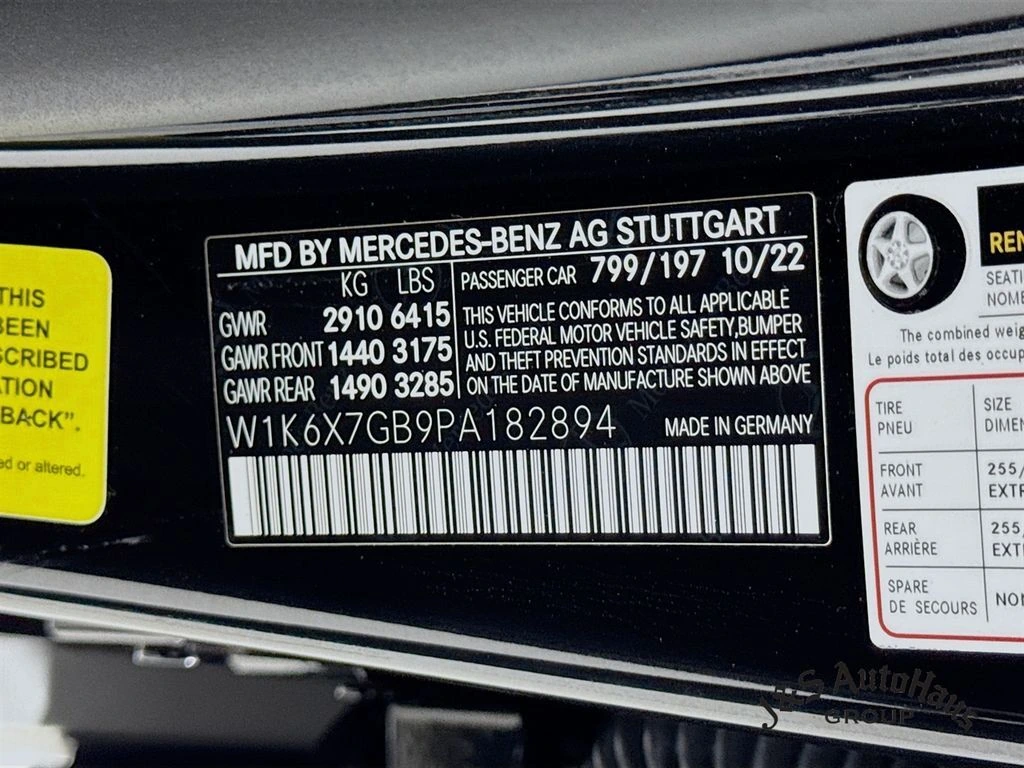 THIS
BEEN
SCRIBED
ATION
BACK".
ed or altered.
MFD BY MERCEDES-BENZ AG STUTTGART
KG LBS
GVWR 2910 6415
GAWR FRONT 1440 3175
GAWR REAR 1490 3285
PASSENGER CAR 799/197 10/22
THIS VEHICLE CONFORMS TO ALL APPLICABLE
U.S. FEDERAL MOTOR VEHICLE SAFETY,BUMPER
AND THEFT PREVENTION STANDARDS IN EFFECT
ON THE DATE OF MANUFACTURE SHOWN ABOVE
W1K6X7GB9PA182894 MADE IN GERMANY
REN
SEATI
NOMB
The combined weig
Le poids total des occup
TIRE
PNEU
SIZE
DIMEN
FRONT
AVANT
255/
EXTR
REAR
ARRIÈRE
255/
EXTR
SPARE
DE SECOURS
NON
AutoHaus
GROUP